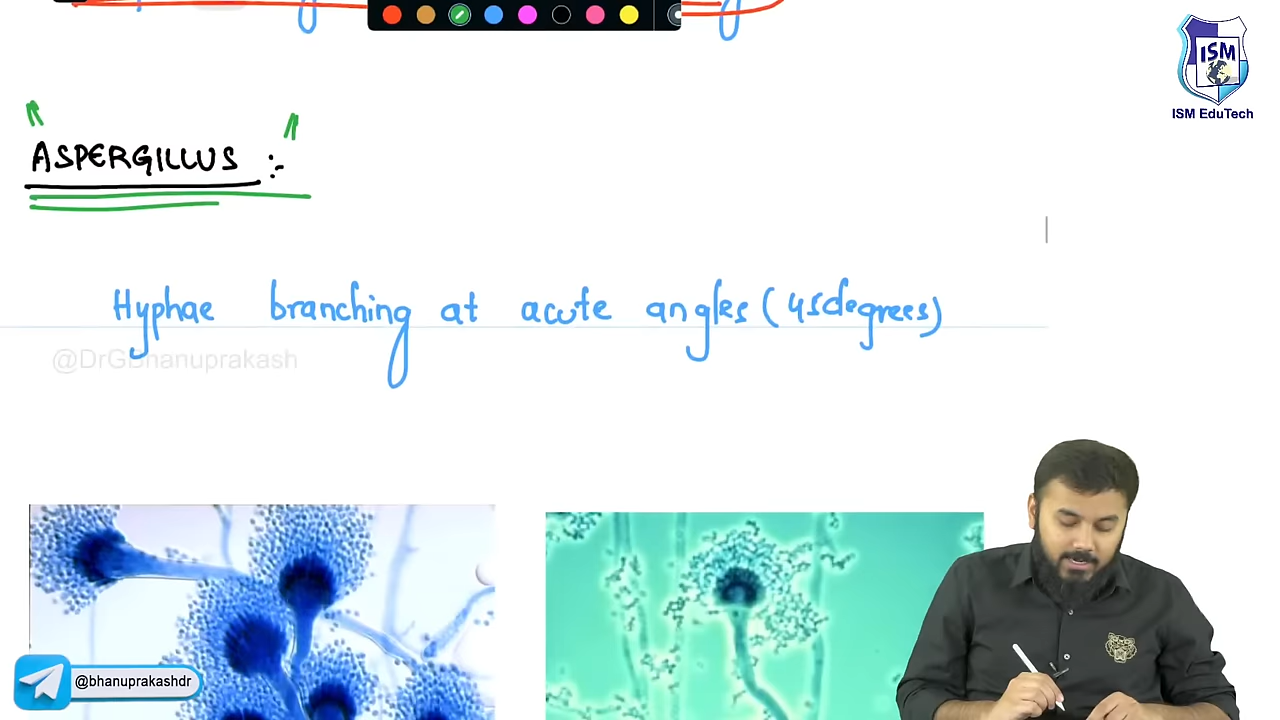 ISM
ISM EduTech
ASPERGILLUS :-
Hyphae branching at acute angles (45degrees)
@DrGBhanuprakash
@bhanuprakashdr